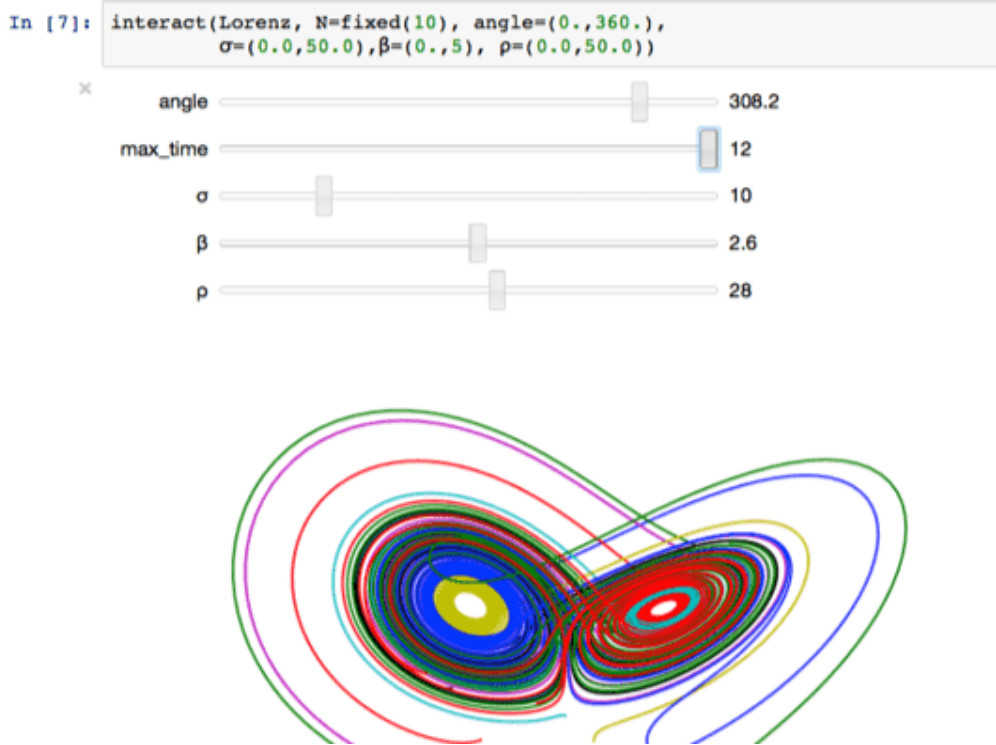 In [7]: interact(Lorenz, N=fixed(10), angle=(0.,360.),
σ=(0.0,50.0),β=(0.,5), ρ=(0.0,50.0))
×
angle 308.2
max_time 12
σ 10
β 2.6
ρ 28